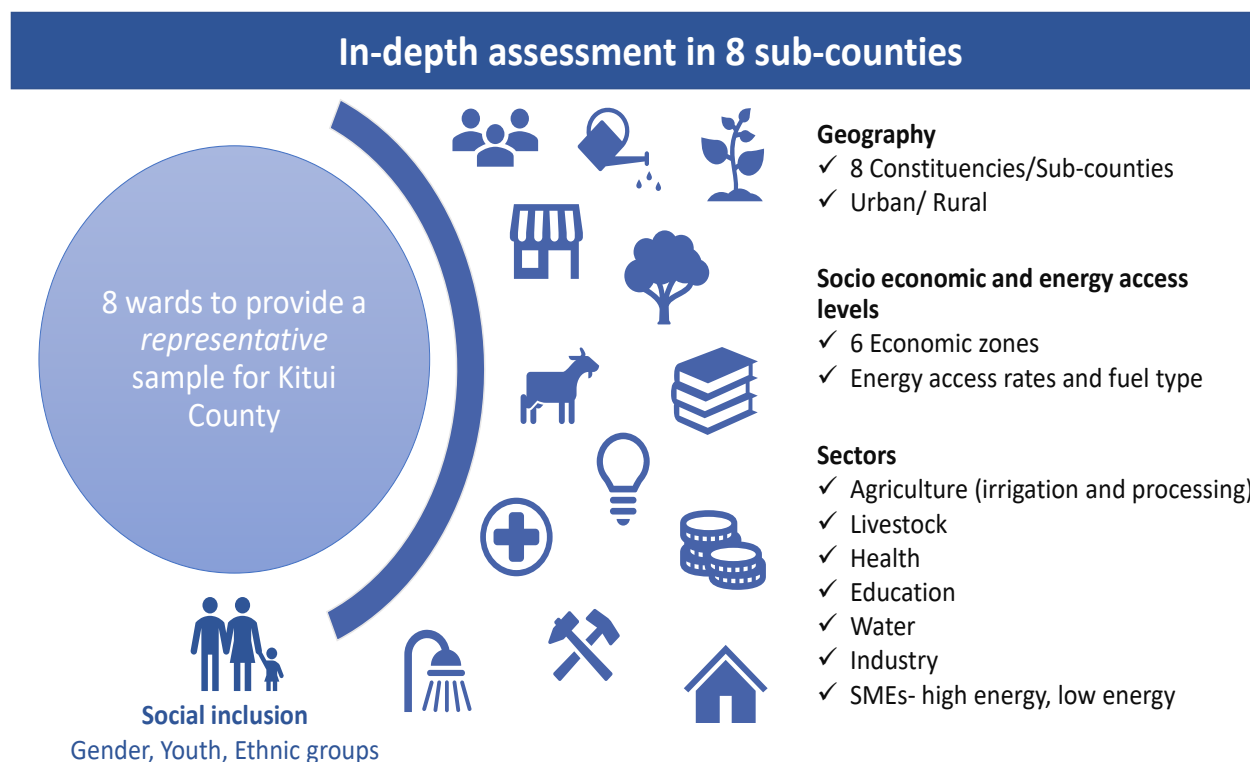 In-depth assessment in 8 sub-counties
8 wards to provide a
representative
sample for Kitui
County
Social inclusion
Gender, Youth, Ethnic groups
Geography
✓ 8 Constituencies/Sub-counties
✓ Urban/ Rural
Socio economic and energy access
levels
✓ 6 Economic zones
✓ Energy access rates and fuel type
Sectors
✓ Agriculture (irrigation and processing)
✓ Livestock
✓ Health
✓ Education
✓ Water
✓ Industry
✓ SMEs- high energy, low energy